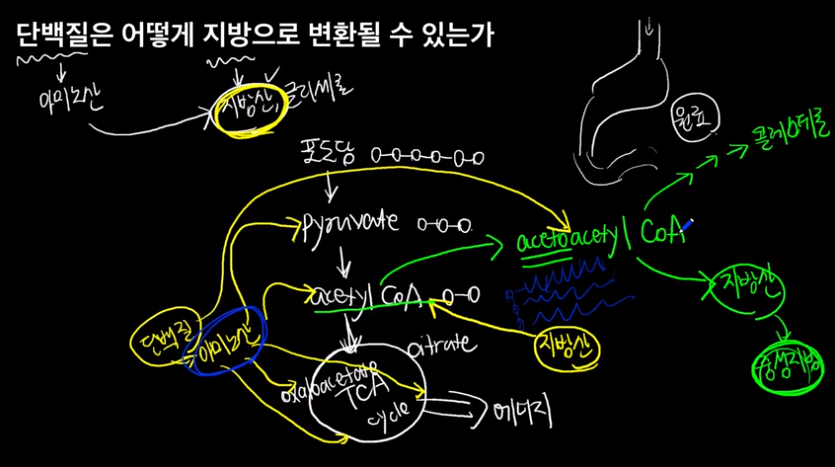 단백질은 어떻게 지방으로 변환될 수 있는가
아미노산
지방산, 글리세롤
원료
콜레스테롤
포도당
pyruvate
acetoacetyl CoA
acetyl CoA
지방산
중성지방
단백질
아미노산
지방산
citrate
oxaloacetate
TCA
cycle
에너지